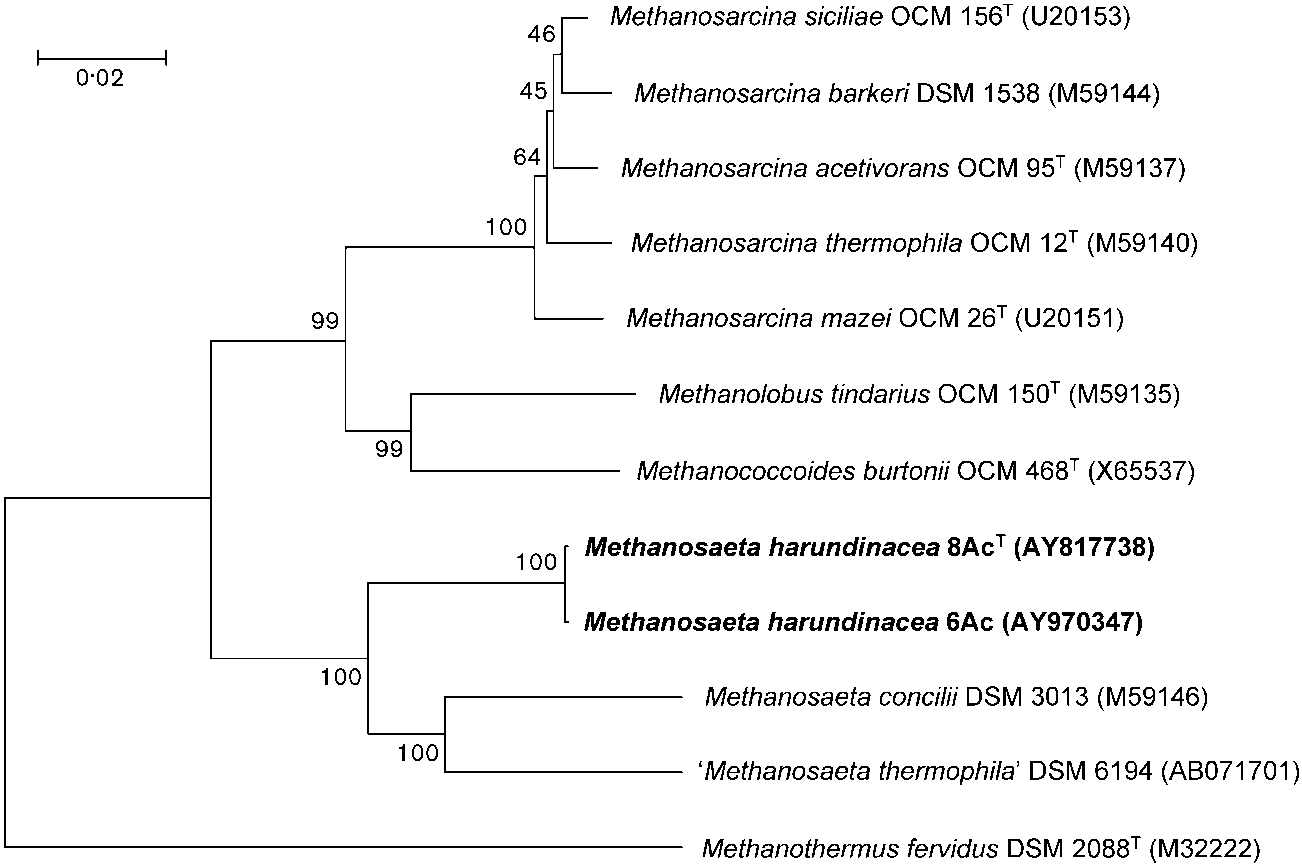 Methanosarcina siciliae OCM 156ᵀ (U20153)
46
0·02
Methanosarcina barkeri DSM 1538 (M59144)
45
64
Methanosarcina acetivorans OCM 95ᵀ (M59137)
100
Methanosarcina thermophila OCM 12ᵀ (M59140)
99
Methanosarcina mazei OCM 26ᵀ (U20151)
Methanolobus tindarius OCM 150ᵀ (M59135)
99
Methanococcoides burtonii OCM 468ᵀ (X65537)
Methanosaeta harundinacea 8Acᵀ (AY817738)
100
Methanosaeta harundinacea 6Ac (AY970347)
100
Methanosaeta concilii DSM 3013 (M59146)
100
‘Methanosaeta thermophila’ DSM 6194 (AB071701)
Methanothermus fervidus DSM 2088ᵀ (M32222)